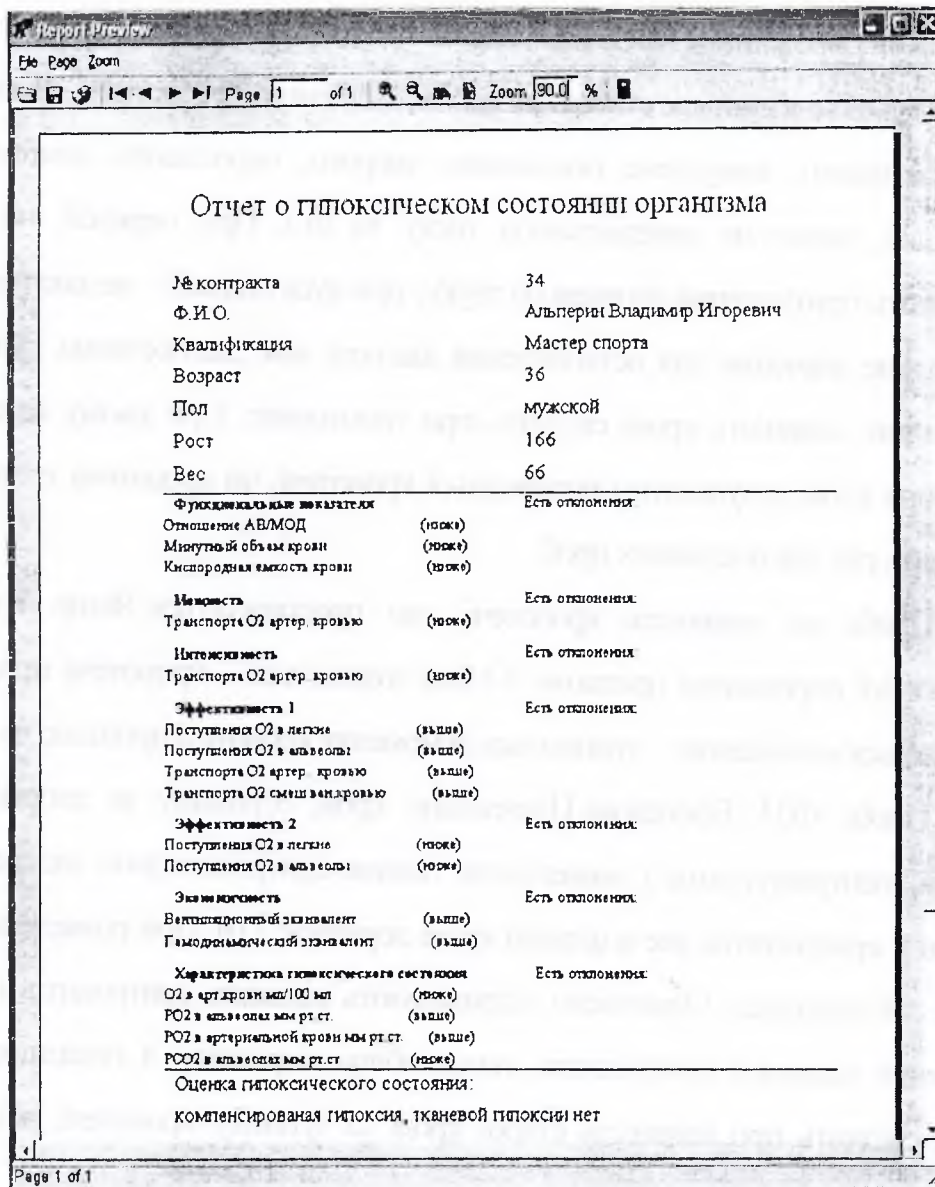 Report Preview
File Page Zoom
Page 1 of 1 Zoom 90.0 %
Отчет о гипоксическом состоянии организма
№ контракта 34
Ф.И.О. Альперин Владимир Игоревич
Квалификация Мастер спорта
Возраст 36
Пол мужской
Рост 166
Вес 66
Функциональные показатели Есть отклонения:
Отношение АВ/МОД (ниже)
Минутный объем крови (ниже)
Кислородная емкость крови (ниже)
Есть отклонения:
Транспорта О2 артер. кровью (ниже)
Интенсивность Есть отклонения:
Транспорта О2 артер. кровью (ниже)
Эффективность 1 Есть отклонения:
Поступления О2 в легкие (выше)
Поступления О2 в альвеолы (выше)
Транспорта О2 артер. кровью (выше)
Транспорта О2 смеш вен.кровью (выше)
Эффективность 2 Есть отклонения:
Поступления О2 в легкие (ниже)
Поступления О2 в альвеолы (ниже)
Экономичность Есть отклонения:
Вентиляционный эквивалент (выше)
Гемодинамический эквивалент (выше)
Характеристика гипоксического состояния Есть отклонения:
О2 в арт.крови мл/100 мл (ниже)
РО2 в альвеолах мм рт.ст. (выше)
РО2 в артериальной крови мм рт.ст. (выше)
РСО2 в альвеолах мм рт.ст (ниже)
Оценка гипоксического состояния:
компенсированая гипоксия, тканевой гипоксии нет
Page 1 of 1